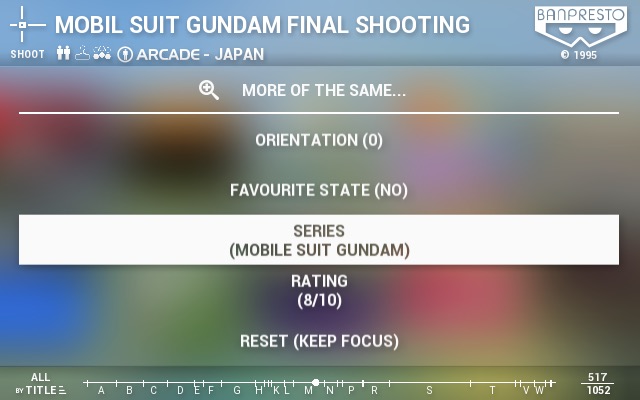 MOBIL SUIT GUNDAM FINAL SHOOTING
BANPRESTO
SHOOT
ARCADE - JAPAN
© 1995
MORE OF THE SAME...
ORIENTATION (0)
FAVOURITE STATE (NO)
SERIES
(MOBILE SUIT GUNDAM)
RATING
(8/10)
RESET (KEEP FOCUS)
ALL
BY TITLE
A B C D E F G H K L M N P R S T V W
517
1052